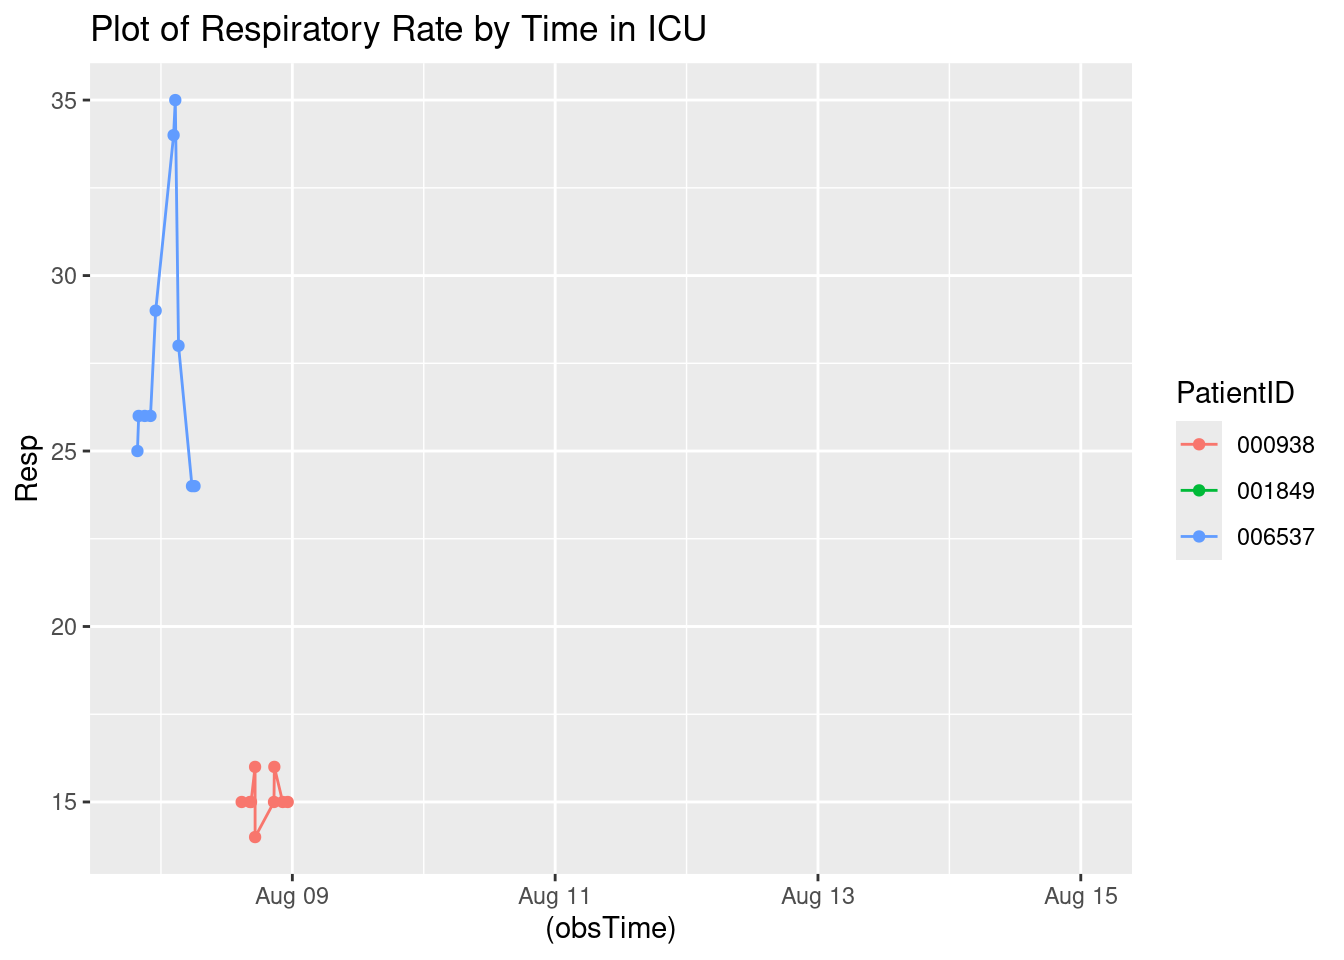 Plot of Respiratory Rate by Time in ICU
35
30
25
20
15
Resp
Aug 09
Aug 11
Aug 13
Aug 15
(obsTime)
PatientID
000938
001849
006537